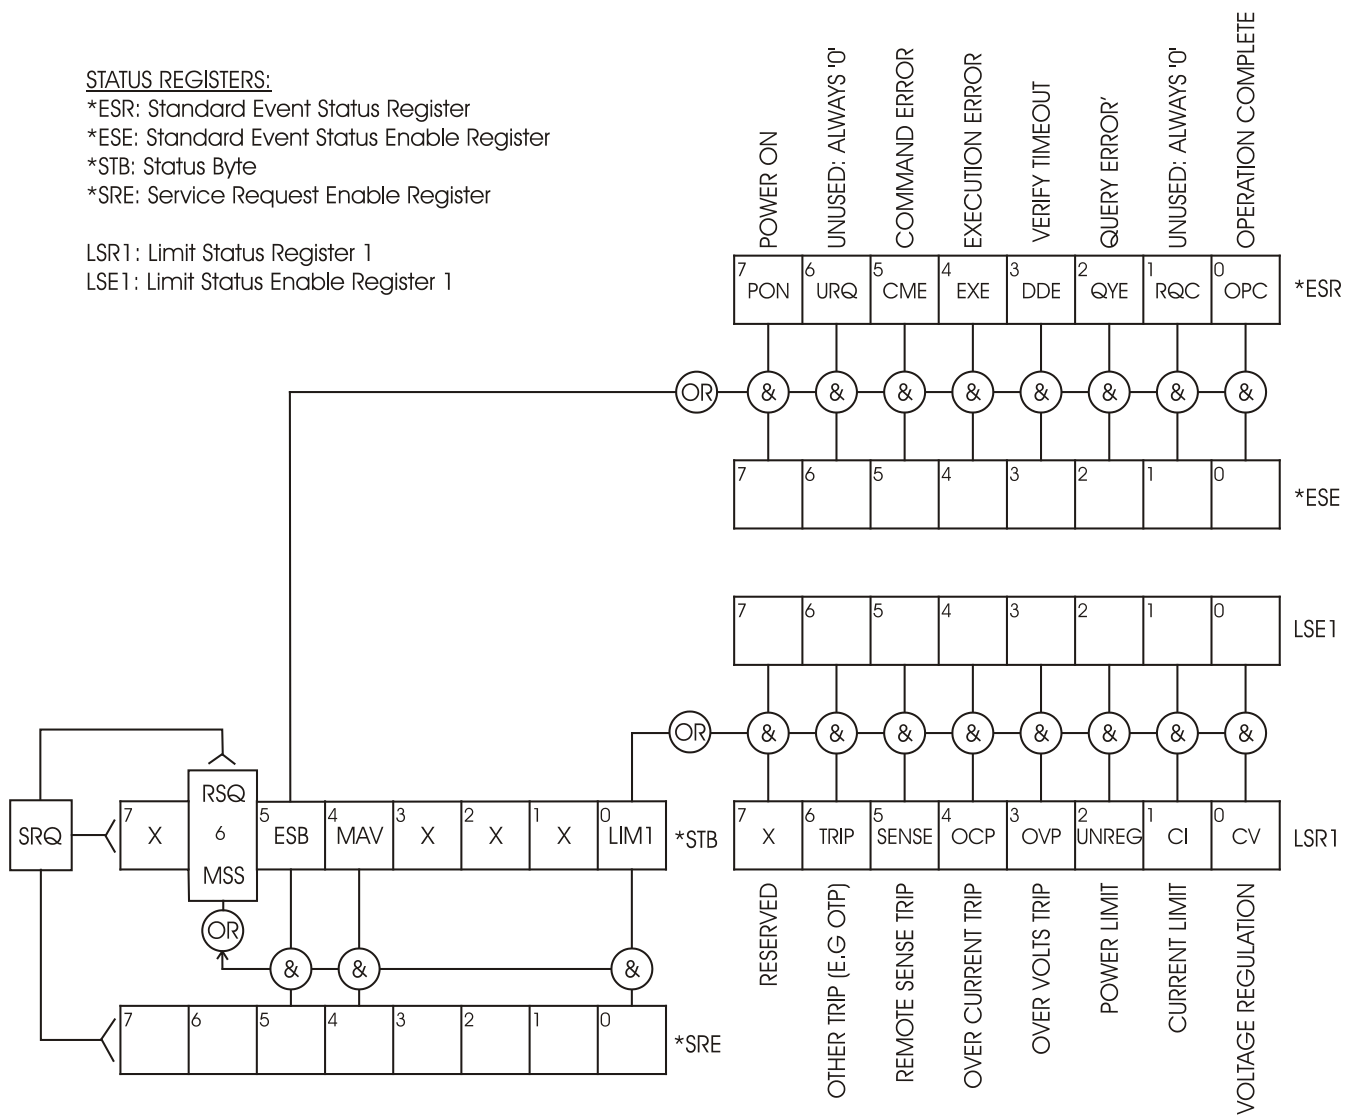 STATUS REGISTERS:
*ESR: Standard Event Status Register
*ESE: Standard Event Status Enable Register
*STB: Status Byte
*SRE: Service Request Enable Register
LSR1: Limit Status Register 1
LSE1: Limit Status Enable Register 1
POWER ON
UNUSED: ALWAYS '0'
COMMAND ERROR
EXECUTION ERROR
VERIFY TIMEOUT
QUERY ERROR'
UNUSED: ALWAYS '0'
OPERATION COMPLETE
7 6 5 4 3 2 1 0
PON URQ CME EXE DDE QYE RQC OPC *ESR
OR & & & & & & & &
7 6 5 4 3 2 1 0 *ESE
7 6 5 4 3 2 1 0 LSE1
OR & & & & & & & &
7 6 5 4 3 2 1 0
X TRIP SENSE OCP OVP UNREG CI CV LSR1
RESERVED
OTHER TRIP (E.G OTP)
REMOTE SENSE TRIP
OVER CURRENT TRIP
OVER VOLTS TRIP
POWER LIMIT
CURRENT LIMIT
VOLTAGE REGULATION
SRQ
RSQ
7 5 4 3 2 1 0
X 6 ESB MAV X X X LIM1 *STB
MSS
OR
& & &
7 6 5 4 3 2 1 0 *SRE